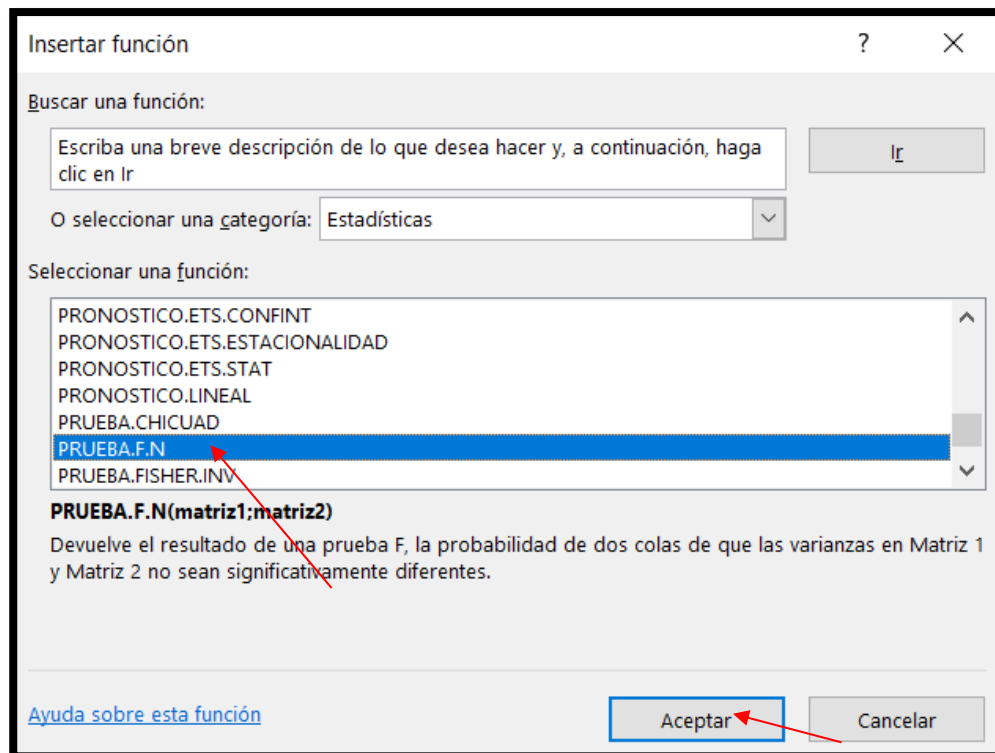 Insertar función
?
Buscar una función:
Escriba una breve descripción de lo que desea hacer y, a continuación, haga
clic en Ir
Ir
O seleccionar una categoría: Estadísticas
Seleccionar una función:
PRONOSTICO.ETS.CONFINT
PRONOSTICO.ETS.ESTACIONALIDAD
PRONOSTICO.ETS.STAT
PRONOSTICO.LINEAL
PRUEBA.CHICUAD
PRUEBA.F.N
PRUEBA.FISHER.INV
PRUEBA.F.N(matriz1;matriz2)
Devuelve el resultado de una prueba F, la probabilidad de dos colas de que las varianzas en Matriz 1
y Matriz 2 no sean significativamente diferentes.
Ayuda sobre esta función
Aceptar
Cancelar